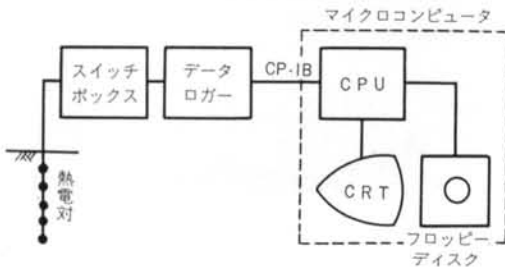 マイクロコンピュータ
スイッチ
ボックス
データ
ロガー
CP-IB
CPU
熱電対
CRT
フロッピー
ディスク